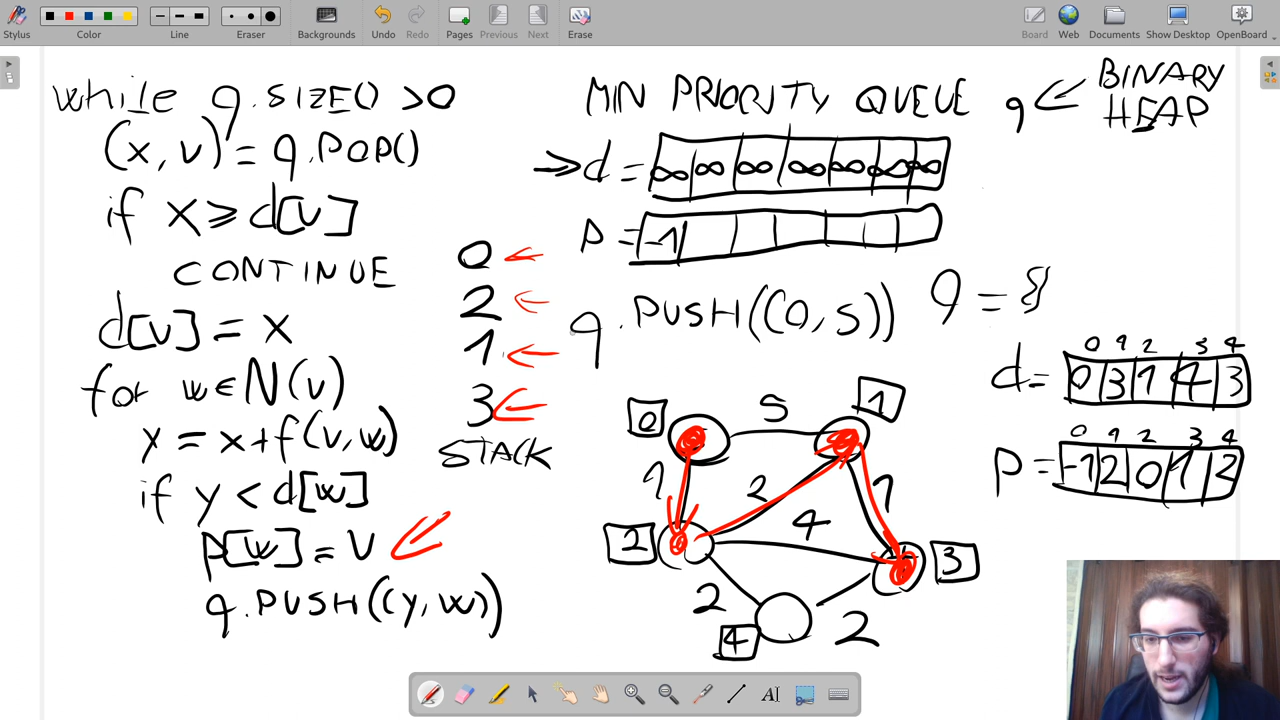 Stylus
Color
Line
Eraser
Backgrounds
Undo
Redo
Pages
Previous
Next
Erase
Board
Web
Documents
Show Desktop
OpenBoard
while q.SIZE() >0
(x, v) = q.POP()
if x ≥ d[v]
CONTINUE
d[v] = x
for w ∈ N(v)
y = x+f(v,w)
if y < d[w]
p[w] = v
q.PUSH((y, w))
0
2
1
3
STACK
MIN PRIORITY QUEUE q ← BINARY
HEAP
⇒ d = ∞ ∞ ∞ ∞ ∞ ∞ ∞
p = -1
q.PUSH((0, s)) q = {}
0 1 2 3 4
d = 0 3 1 4 3
0 1 2 3 4
p = -1 2 0 1 2
0
5
1
1
2
1
2
4
3
2
4
2
AI